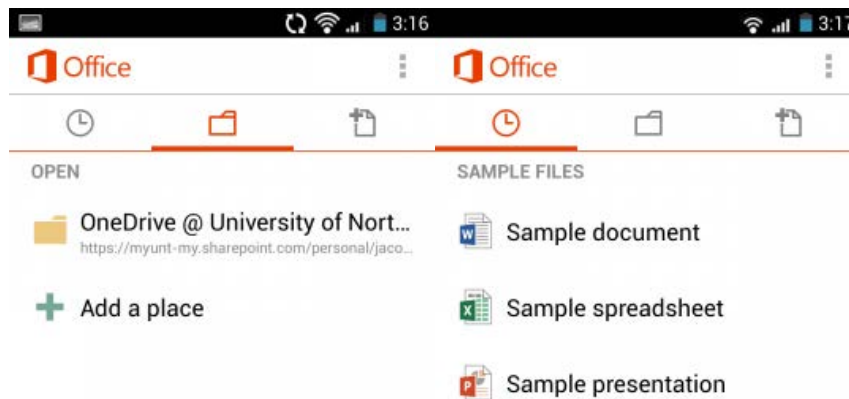 3:16
Office
OPEN
OneDrive @ University of Nort...
https://myunt-my.sharepoint.com/personal/jaco...
Add a place
3:17
Office
SAMPLE FILES
Sample document
Sample spreadsheet
Sample presentation